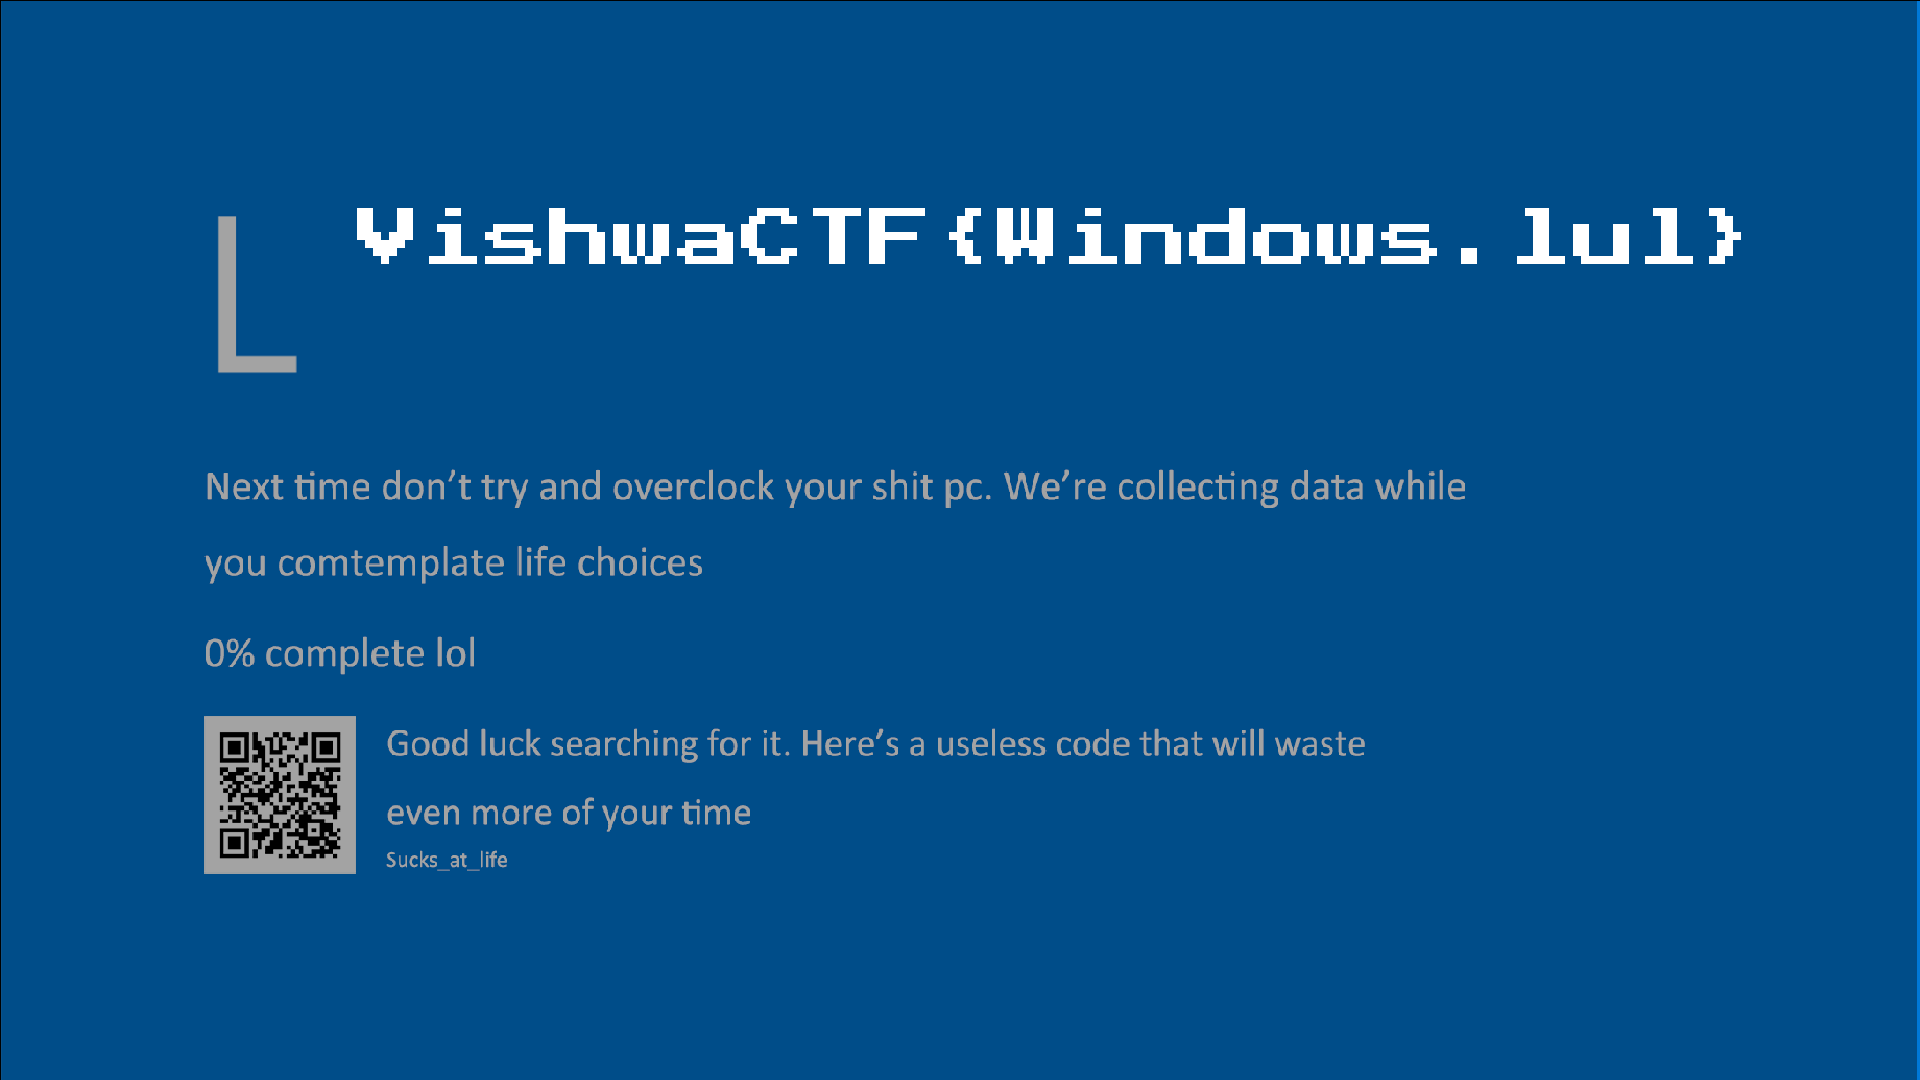 VishwaCTF{Windows.lul}
L
Next time don’t try and overclock your shit pc. We’re collecting data while
you comtemplate life choices
0% complete lol
Good luck searching for it. Here’s a useless code that will waste
even more of your time
Sucks_at_life